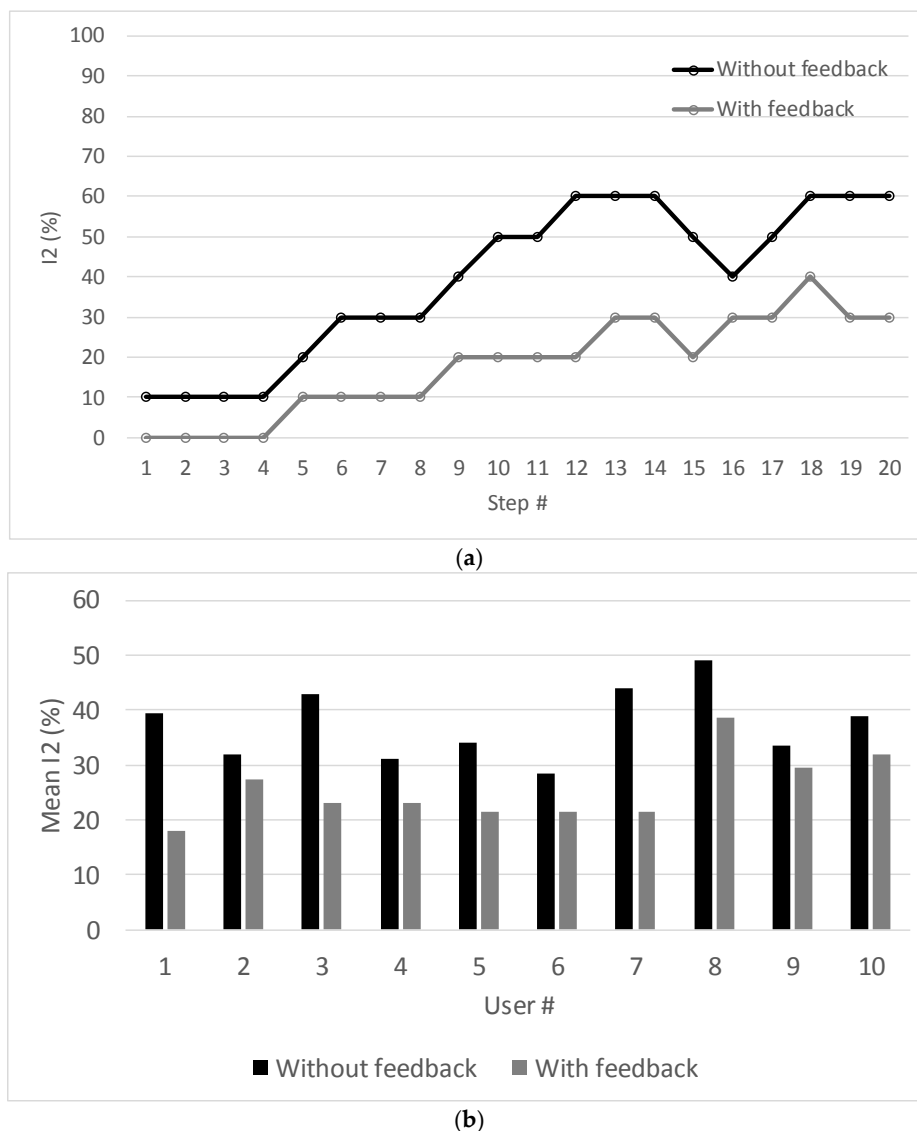 100
90
80
70
60
50
40
30
20
10
0
I2 (%)
Without feedback
With feedback
1 2 3 4 5 6 7 8 9 10 11 12 13 14 15 16 17 18 19 20
Step #
(a)
60
50
40
30
20
10
0
Mean I2 (%)
1 2 3 4 5 6 7 8 9 10
User #
Without feedback With feedback
(b)